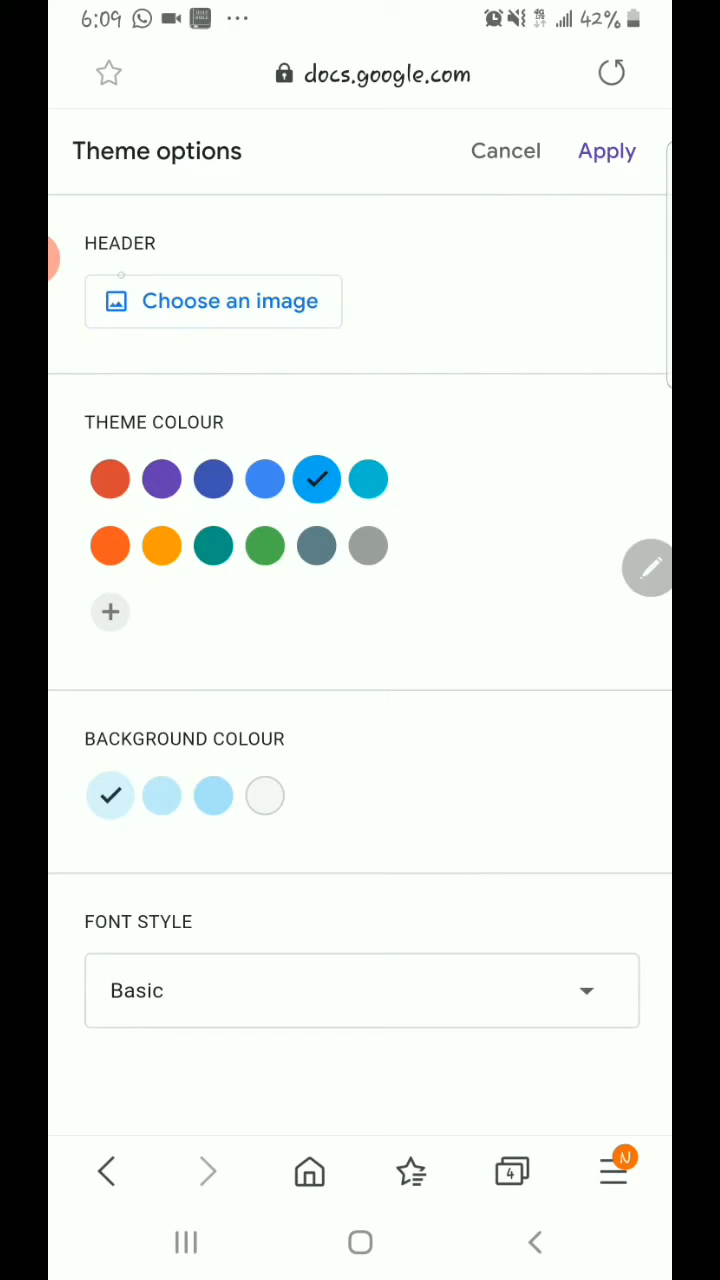 6:09 42%
docs.google.com
Theme options Cancel Apply
HEADER
Choose an image
THEME COLOUR
BACKGROUND COLOUR
FONT STYLE
Basic
4 N